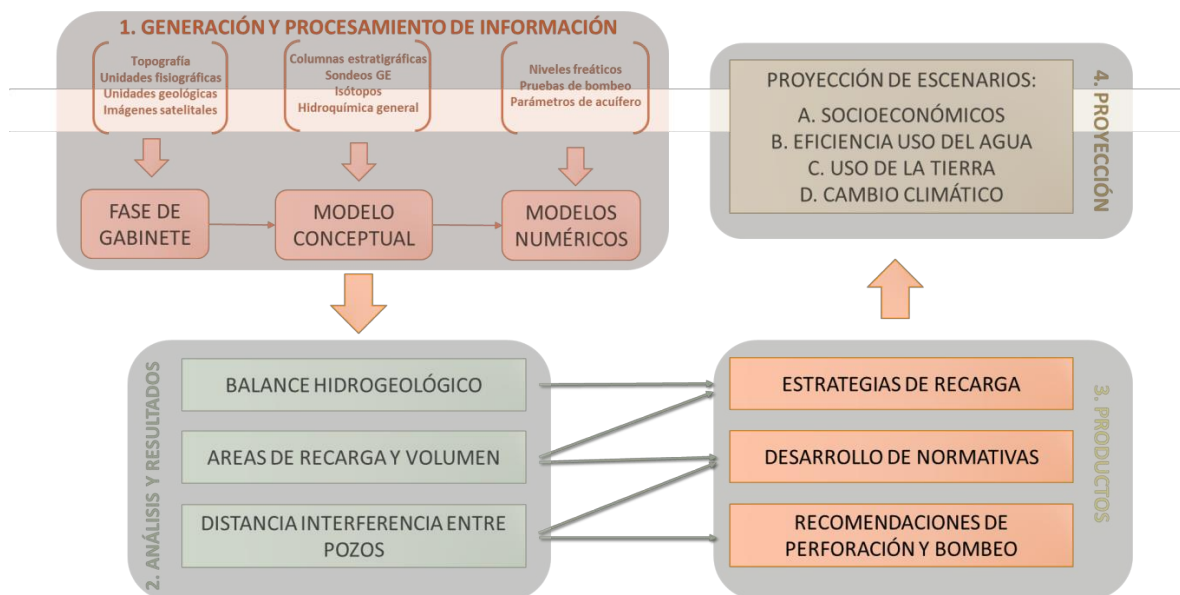 1. GENERACIÓN Y PROCESAMIENTO DE INFORMACIÓN
Topografía
Unidades fisiográficas
Unidades geológicas
Imágenes satelitales
Columnas estratigráficas
Sondeos GE
Isótopos
Hidroquímica general
Niveles freáticos
Pruebas de bombeo
Parámetros de acuífero
FASE DE
GABINETE
MODELO
CONCEPTUAL
MODELOS
NUMÉRICOS
2. ANÁLISIS Y RESULTADOS
BALANCE HIDROGEOLÓGICO
AREAS DE RECARGA Y VOLUMEN
DISTANCIA INTERFERENCIA ENTRE
POZOS
3. PRODUCTOS
ESTRATEGIAS DE RECARGA
DESARROLLO DE NORMATIVAS
RECOMENDACIONES DE
PERFORACIÓN Y BOMBEO
4. PROYECCIÓN
PROYECCIÓN DE ESCENARIOS:
A. SOCIOECONÓMICOS
B. EFICIENCIA USO DEL AGUA
C. USO DE LA TIERRA
D. CAMBIO CLIMÁTICO